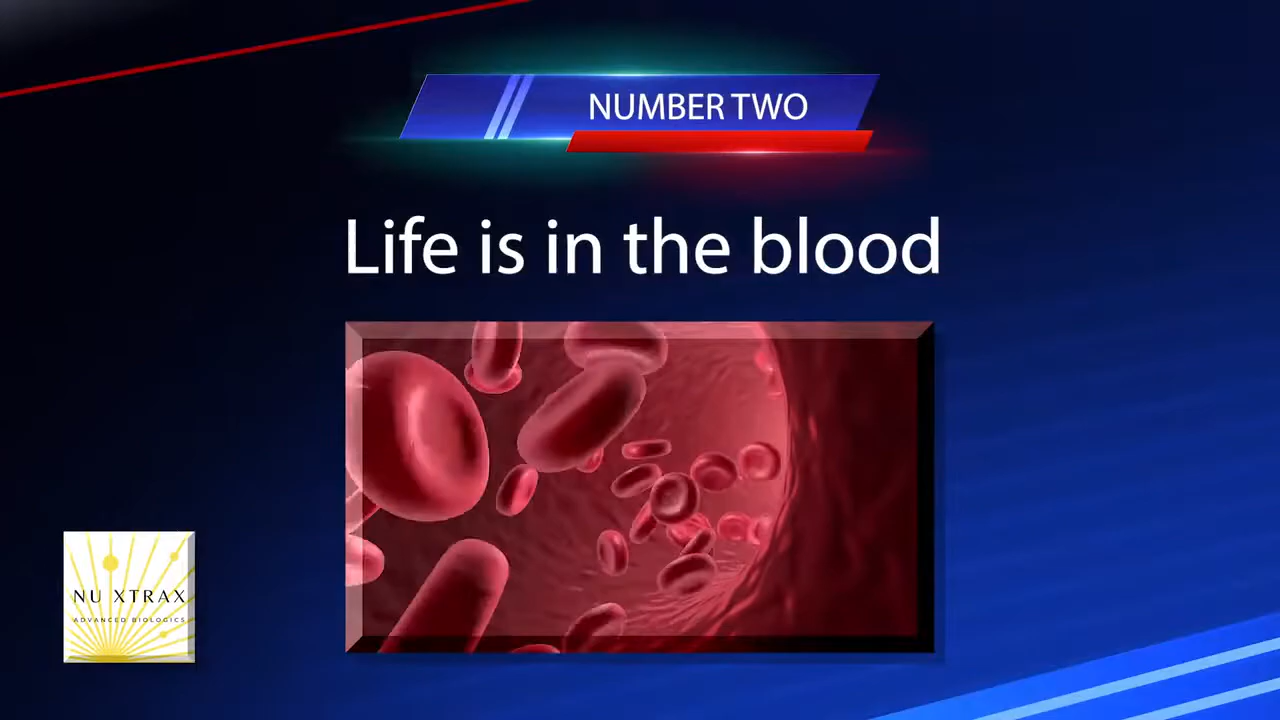 NUMBER TWO
Life is in the blood
NU XTRAX
ADVANCED BIOLOGICS